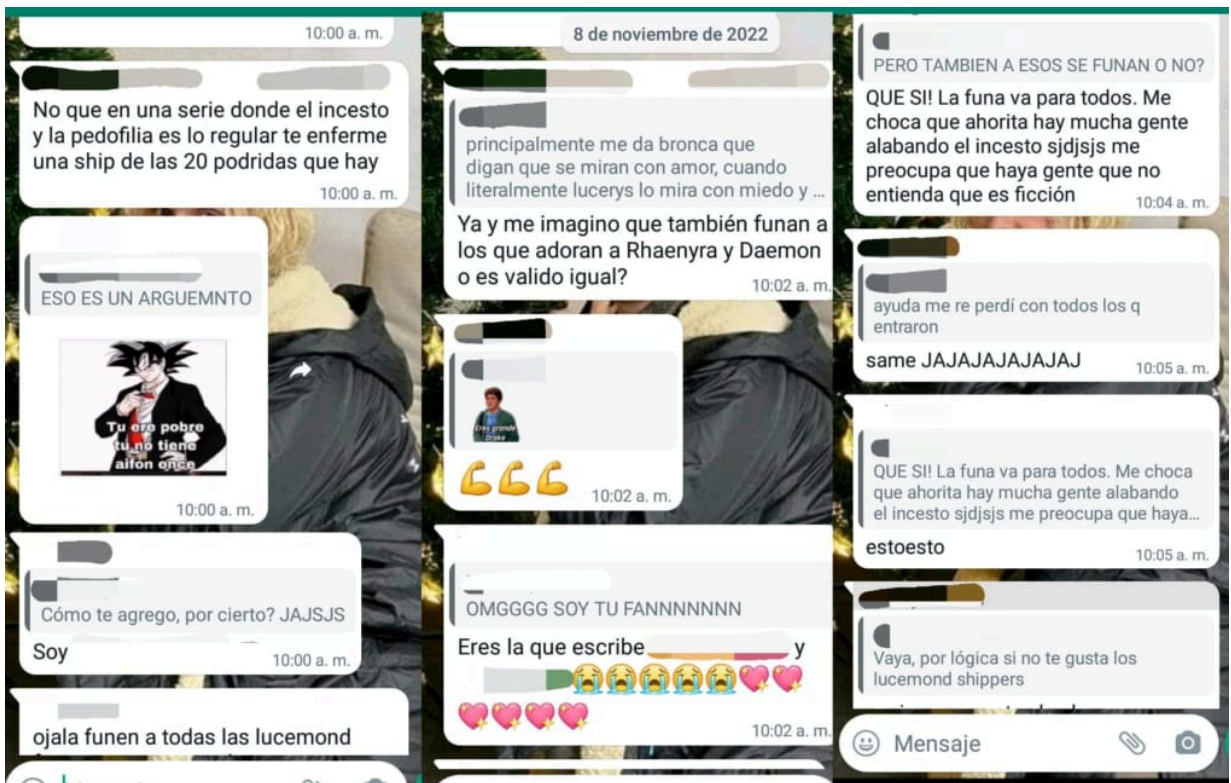 10:00 a. m.
No que en una serie donde el incesto
y la pedofilia es lo regular te enferme
una ship de las 20 podridas que hay
10:00 a. m.
ESO ES UN ARGUEMNTO
Tu ere pobre
tu no tiene
aifon once
10:00 a. m.
Cómo te agrego, por cierto? JAJSJS
Soy
10:00 a. m.
ojala funen a todas las lucemond
8 de noviembre de 2022
principalmente me da bronca que
digan que se miran con amor, cuando
literalmente lucerys lo mira con miedo y ...
Ya y me imagino que también funan a
los que adoran a Rhaenyra y Daemon
o es valido igual?
10:02 a. m.
Eres grande
Drake
💪💪💪
10:02 a. m.
OMGGGG SOY TU FANNNNNNN
Eres la que escribe y
😭😭😭😭😭💖💖
💖💖💖💖
10:02 a. m.
PERO TAMBIEN A ESOS SE FUNAN O NO?
QUE SI! La funa va para todos. Me
choca que ahorita hay mucha gente
alabando el incesto sjdjsjs me
preocupa que haya gente que no
entienda que es ficción
10:04 a. m.
ayuda me re perdí con todos los q
entraron
same JAJAJAJAJAJAJ
10:05 a. m.
QUE SI! La funa va para todos. Me choca
que ahorita hay mucha gente alabando
el incesto sjdjsjs me preocupa que haya...
estoesto
10:05 a. m.
Vaya, por lógica si no te gusta los
lucemond shippers
Mensaje